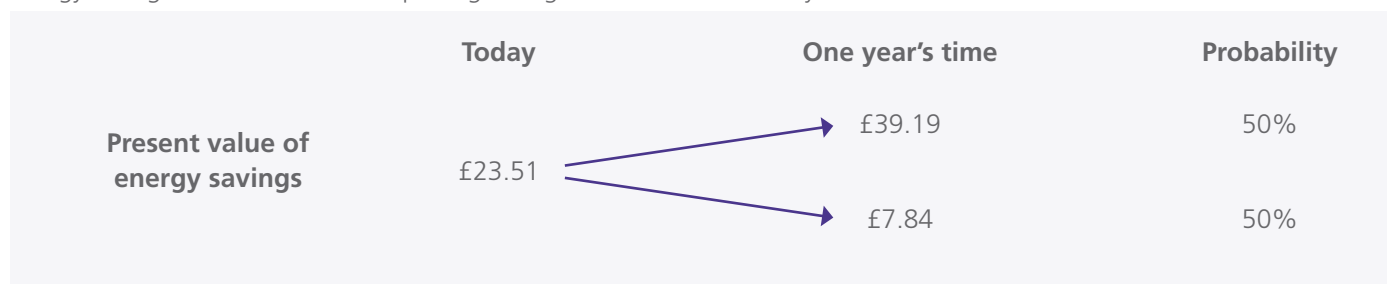 Today One year's time Probability
£39.19 50%
Present value of
energy savings
£23.51
£7.84 50%